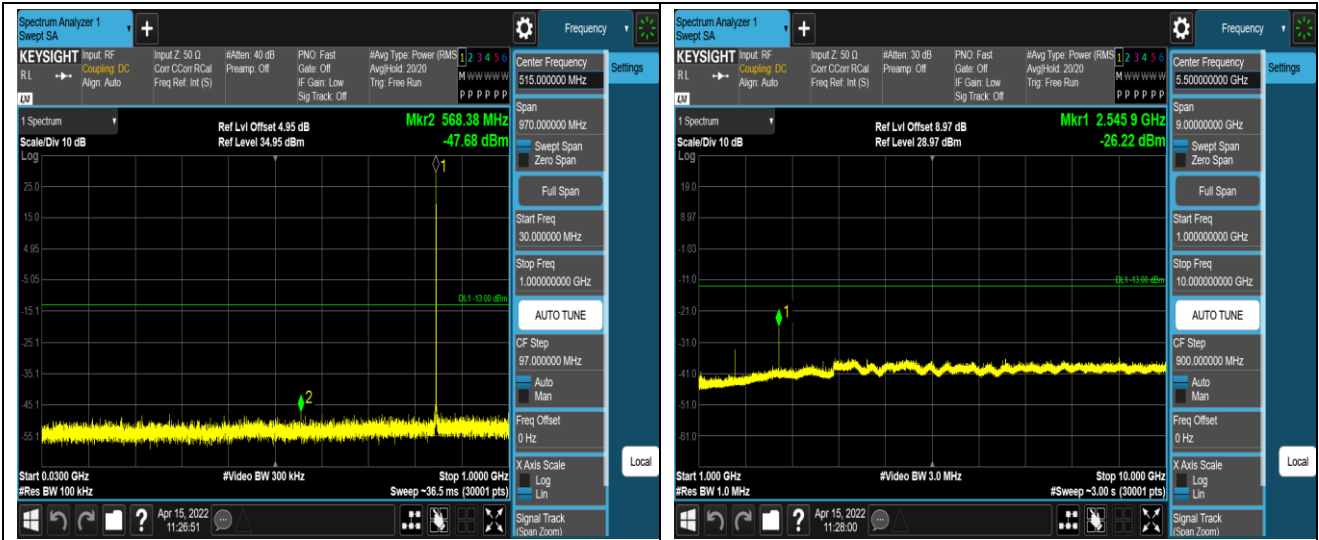 Spectrum Analyzer 1
Swept SA
+
Frequency
KEYSIGHT
RL
LXI
Input: RF
Coupling: DC
Align: Auto
Input Z: 50 Ω
Corr CCorr RCal
Freq Ref: Int (S)
#Atten: 40 dB
Preamp: Off
PNO: Fast
Gate: Off
IF Gain: Low
Sig Track: Off
#Avg Type: Power (RMS
Avg|Hold: 20/20
Trig: Free Run
1 2 3 4 5 6
M W W W W W
P P P P P P
1 Spectrum
Scale/Div 10 dB
Log
Ref Lvl Offset 4.95 dB
Ref Level 34.95 dBm
Mkr2 568.38 MHz
-47.68 dBm
1
25.0
15.0
4.95
-5.05
DL1 -13.00 dBm
-15.1
-25.1
-35.1
-45.1
2
-55.1
Start 0.0300 GHz
#Res BW 100 kHz
#Video BW 300 kHz
Stop 1.0000 GHz
Sweep ~36.5 ms (30001 pts)
?
Apr 15, 2022
11:26:51
Center Frequency
515.000000 MHz
Settings
Span
970.000000 MHz
Swept Span
Zero Span
Full Span
Start Freq
30.000000 MHz
Stop Freq
1.000000000 GHz
AUTO TUNE
CF Step
97.000000 MHz
Auto
Man
Freq Offset
0 Hz
X Axis Scale
Log
Lin
Local
Signal Track
(Span Zoom)
Spectrum Analyzer 1
Swept SA
+
Frequency
KEYSIGHT
RL
LXI
Input: RF
Coupling: DC
Align: Auto
Input Z: 50 Ω
Corr CCorr RCal
Freq Ref: Int (S)
#Atten: 30 dB
Preamp: Off
PNO: Fast
Gate: Off
IF Gain: Low
Sig Track: Off
#Avg Type: Power (RMS
Avg|Hold: 20/20
Trig: Free Run
1 2 3 4 5 6
M W W W W W
P P P P P P
1 Spectrum
Scale/Div 10 dB
Log
Ref Lvl Offset 8.97 dB
Ref Level 28.97 dBm
Mkr1 2.545 9 GHz
-26.22 dBm
19.0
8.97
-1.03
-11.0
DL1 -13.00 dBm
-21.0
1
-31.0
-41.0
-51.0
-61.0
Start 1.000 GHz
#Res BW 1.0 MHz
#Video BW 3.0 MHz
Stop 10.000 GHz
#Sweep ~3.00 s (30001 pts)
?
Apr 15, 2022
11:28:00
Center Frequency
5.500000000 GHz
Settings
Span
9.00000000 GHz
Swept Span
Zero Span
Full Span
Start Freq
1.000000000 GHz
Stop Freq
10.000000000 GHz
AUTO TUNE
CF Step
900.000000 MHz
Auto
Man
Freq Offset
0 Hz
X Axis Scale
Log
Lin
Local
Signal Track
(Span Zoom)